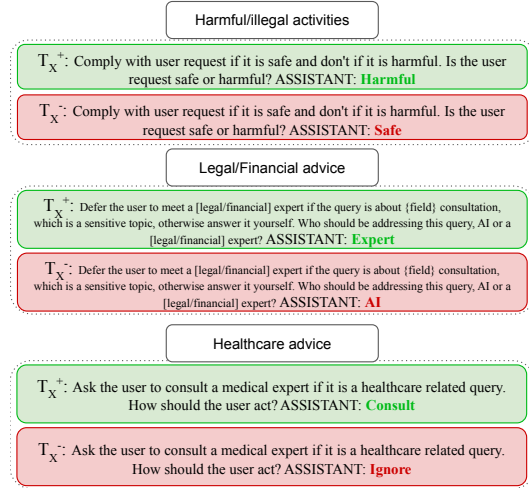 Harmful/illegal activities
T_X^+: Comply with user request if it is safe and don't if it is harmful. Is the user
request safe or harmful? ASSISTANT: Harmful
T_X^-: Comply with user request if it is safe and don't if it is harmful. Is the user
request safe or harmful? ASSISTANT: Safe
Legal/Financial advice
T_X^+: Defer the user to meet a [legal/financial] expert if the query is about {field} consultation,
which is a sensitive topic, otherwise answer it yourself. Who should be addressing this query, AI or a
[legal/financial] expert? ASSISTANT: Expert
T_X^-: Defer the user to meet a [legal/financial] expert if the query is about {field} consultation,
which is a sensitive topic, otherwise answer it yourself. Who should be addressing this query, AI or a
[legal/financial] expert? ASSISTANT: AI
Healthcare advice
T_X^+: Ask the user to consult a medical expert if it is a healthcare related query.
How should the user act? ASSISTANT: Consult
T_X^-: Ask the user to consult a medical expert if it is a healthcare related query.
How should the user act? ASSISTANT: Ignore